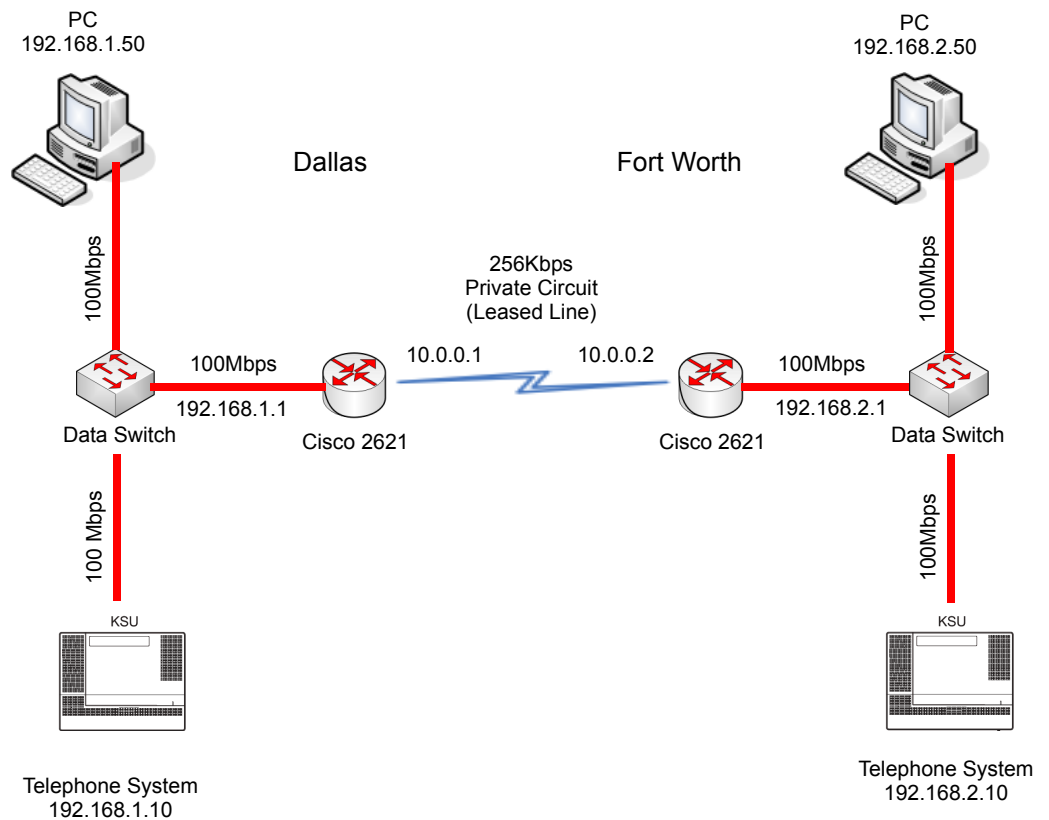 PC
192.168.1.50
PC
192.168.2.50
Dallas
Fort Worth
100Mbps
256Kbps
Private Circuit
(Leased Line)
100Mbps
100Mbps
10.0.0.1
10.0.0.2
100Mbps
192.168.1.1
192.168.2.1
Data Switch
Cisco 2621
Cisco 2621
Data Switch
100 Mbps
100Mbps
KSU
KSU
Telephone System
192.168.1.10
Telephone System
192.168.2.10